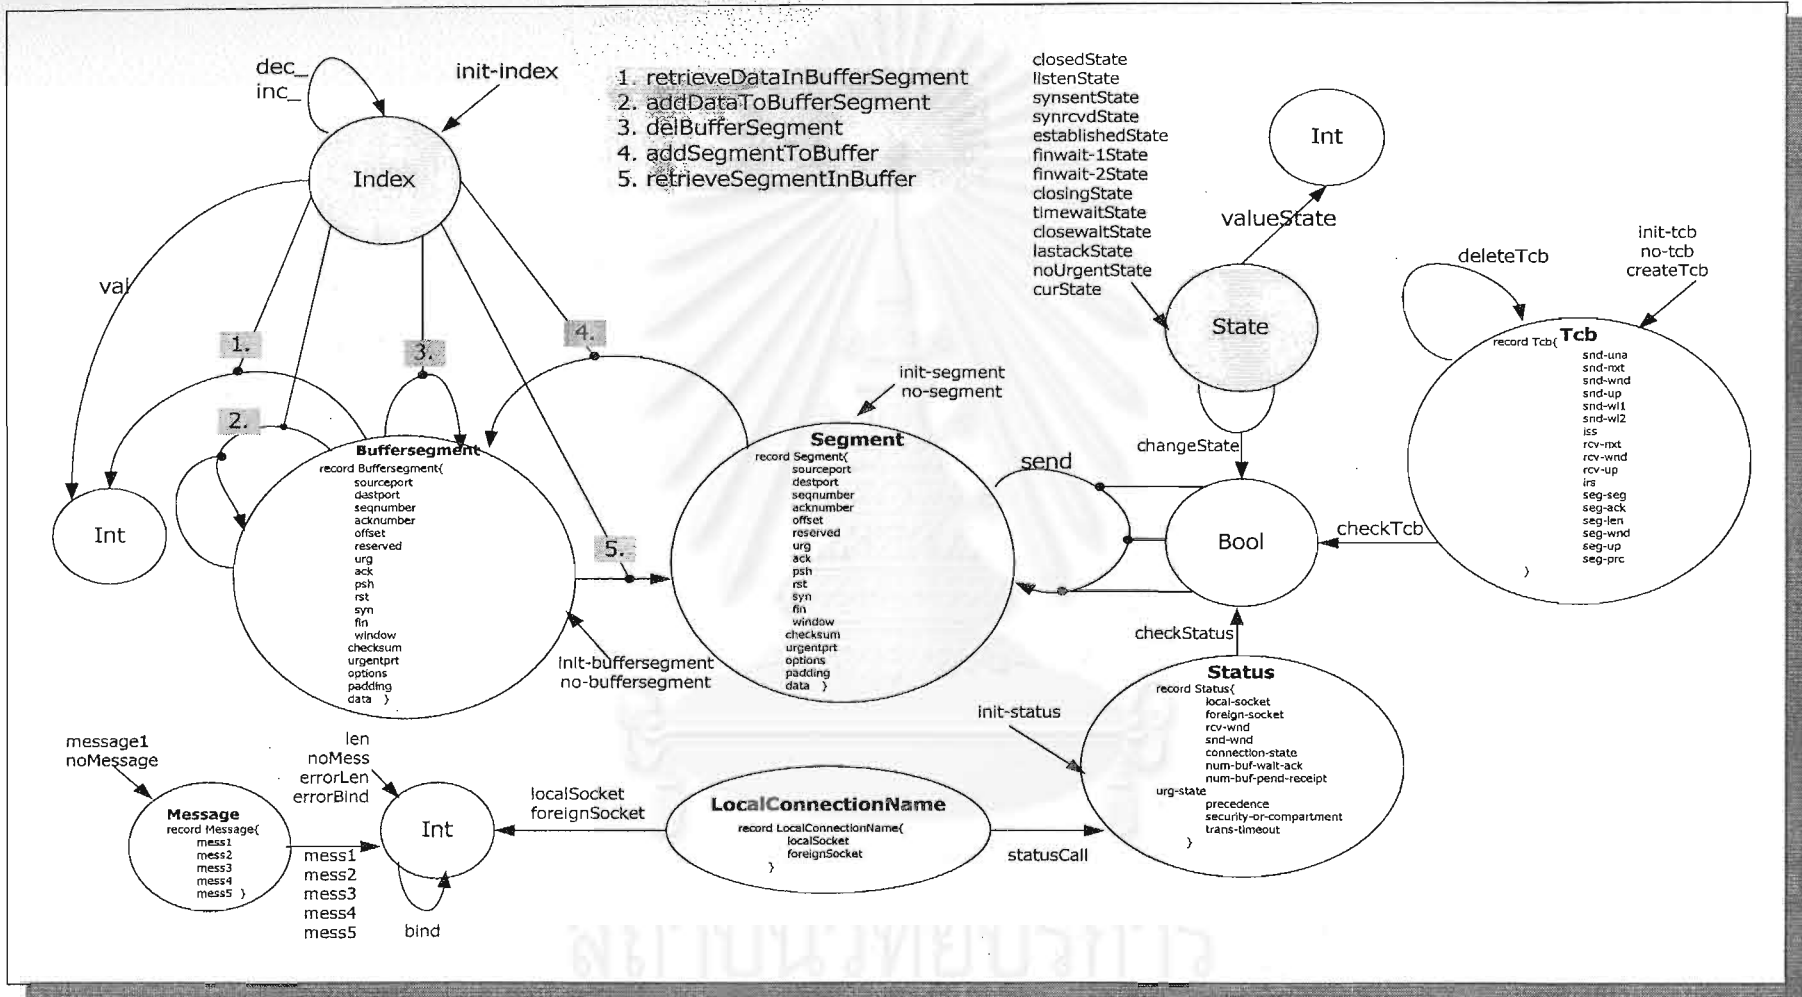 dec_
inc_
init-index
Index
1. retrieveDataInBufferSegment
2. addDataToBufferSegment
3. delBufferSegment
4. addSegmentToBuffer
5. retrieveSegmentInBuffer
closedState
listenState
synsentState
synrcvdState
establishedState
finwait-1State
finwait-2State
closingState
timewaitState
closewaitState
lastackState
noUrgentState
curState
Int
valueState
State
changeState
deleteTcb
init-tcb
no-tcb
createTcb
Tcb
record Tcb{
snd-una
snd-nxt
snd-wnd
snd-up
snd-wl1
snd-wl2
iss
rcv-nxt
rcv-wnd
rcv-up
irs
seg-seg
seg-ack
seg-len
seg-wnd
seg-up
seg-prc
}
val
1.
3.
4.
2.
5.
Int
Buffersegment
record Buffersegment{
sourceport
destport
seqnumber
acknumber
offset
reserved
urg
ack
psh
rst
syn
fin
window
checksum
urgentprt
options
padding
data }
init-buffersegment
no-buffersegment
init-segment
no-segment
Segment
record Segment{
sourceport
destport
seqnumber
acknumber
offset
reserved
urg
ack
psh
rst
syn
fin
window
checksum
urgentprt
options
padding
data }
send
Bool
checkTcb
checkStatus
init-status
Status
record Status{
local-socket
foreign-socket
rcv-wnd
snd-wnd
connection-state
num-buf-wait-ack
num-buf-pend-receipt
urg-state
precedence
security-or-compartment
trans-timeout
}
message1
noMessage
Message
record Message{
mess1
mess2
mess3
mess4
mess5 }
mess1
mess2
mess3
mess4
mess5
len
noMess
errorLen
errorBind
Int
bind
localSocket
foreignSocket
LocalConnectionName
record LocalConnectionName{
localSocket
foreignSocket
}
statusCall